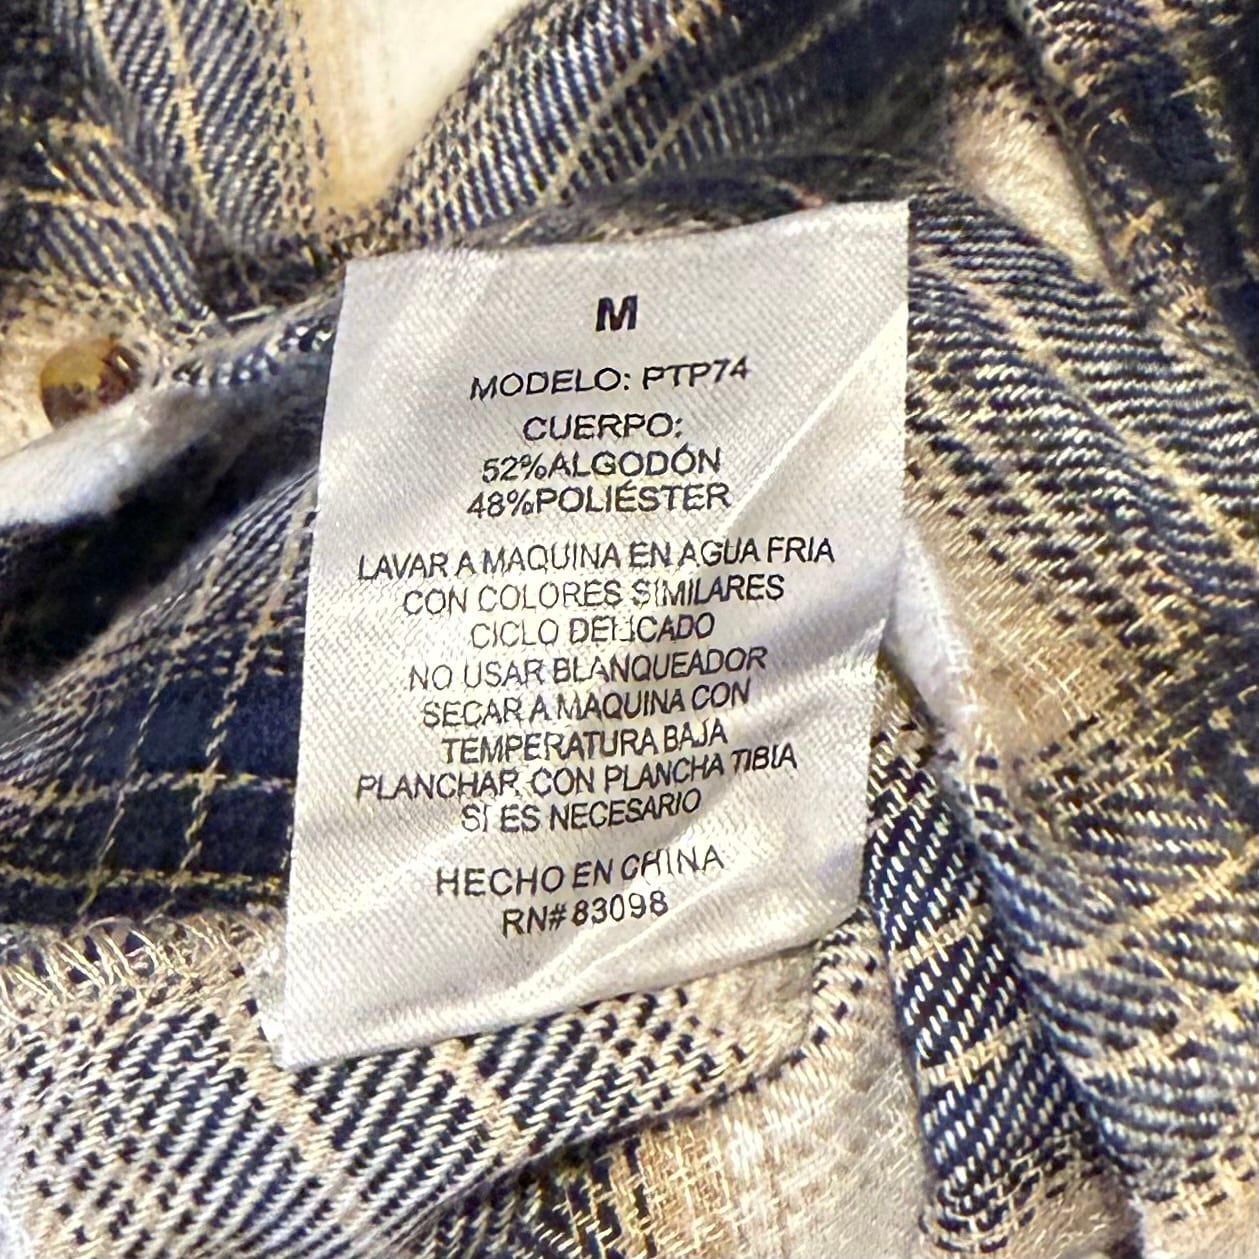 M
MODELO: PTP74
CUERPO:
52%ALGODÓN
48%POLIÉSTER
LAVAR A MAQUINA EN AGUA FRIA
CON COLORES SIMILARES
CICLO DELICADO
NO USAR BLANQUEADOR
SECAR A MAQUINA CON
TEMPERATURA BAJA
PLANCHAR CON PLANCHA TIBIA
SI ES NECESARIO
HECHO EN CHINA
RN# 83098